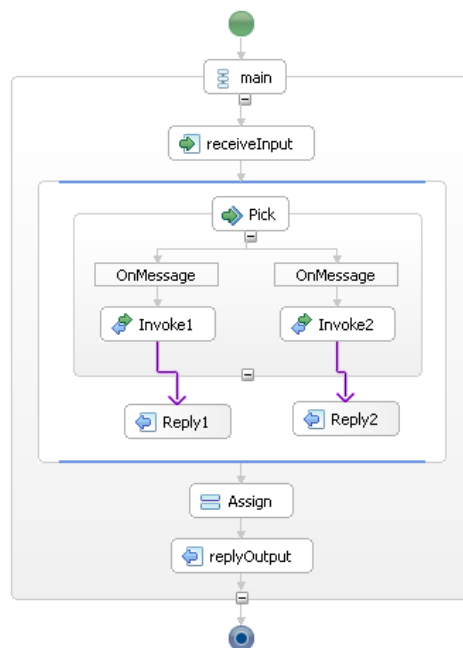 main
receiveInput
Pick
OnMessage
OnMessage
Invoke1
Invoke2
Reply1
Reply2
Assign
replyOutput